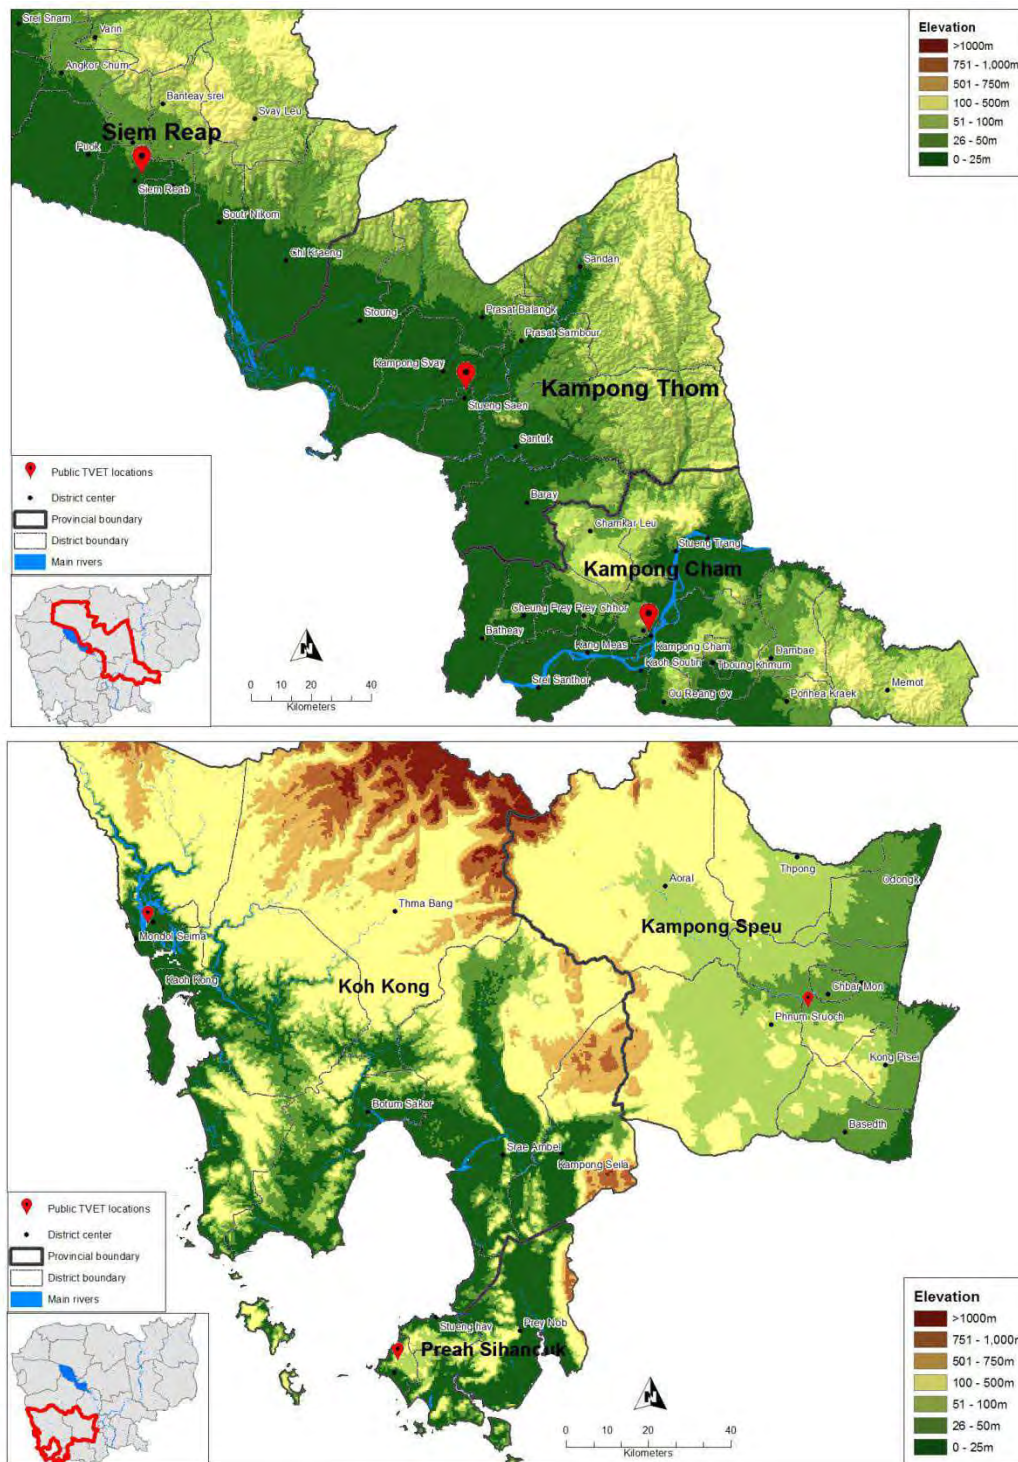 Srei Snam
Varin
Angkor Chum
Banteay srei
Svay Leu
Siem Reap
Puok
Siem Reab
Soutr Nikom
Chi Kraeng
Stoung
Sandan
Prasat Balangk
Prasat Sambour
Kampong Svay
Kampong Thom
Stueng Saen
Santuk
Baray
Chamkar Leu
Stueng Trang
Kampong Cham
Cheung Prey
Prey Chhor
Batheay
Kang Meas
Kampong Cham
Kaoh Soutin
Tboung Khmum
Dambae
Srei Santhor
Ou Reang Ov
Ponhea Kraek
Memot
Elevation
>1000m
751 - 1,000m
501 - 750m
100 - 500m
51 - 100m
26 - 50m
0 - 25m
Public TVET locations
District center
Provincial boundary
District boundary
Main rivers
N
0 10 20 40
Kilometers
Thpong
Odongk
Aoral
Thma Bang
Kampong Speu
Mondol Seima
Kaoh Kong
Koh Kong
Chbar Mon
Phnum Sruoch
Kong Pisei
Botum Sakor
Basedth
Srae Ambel
Kampong Seila
Stueng hav
Prey Nob
Preah Sihanouk
Public TVET locations
District center
Provincial boundary
District boundary
Main rivers
N
0 10 20 40
Kilometers
Elevation
>1000m
751 - 1,000m
501 - 750m
100 - 500m
51 - 100m
26 - 50m
0 - 25m